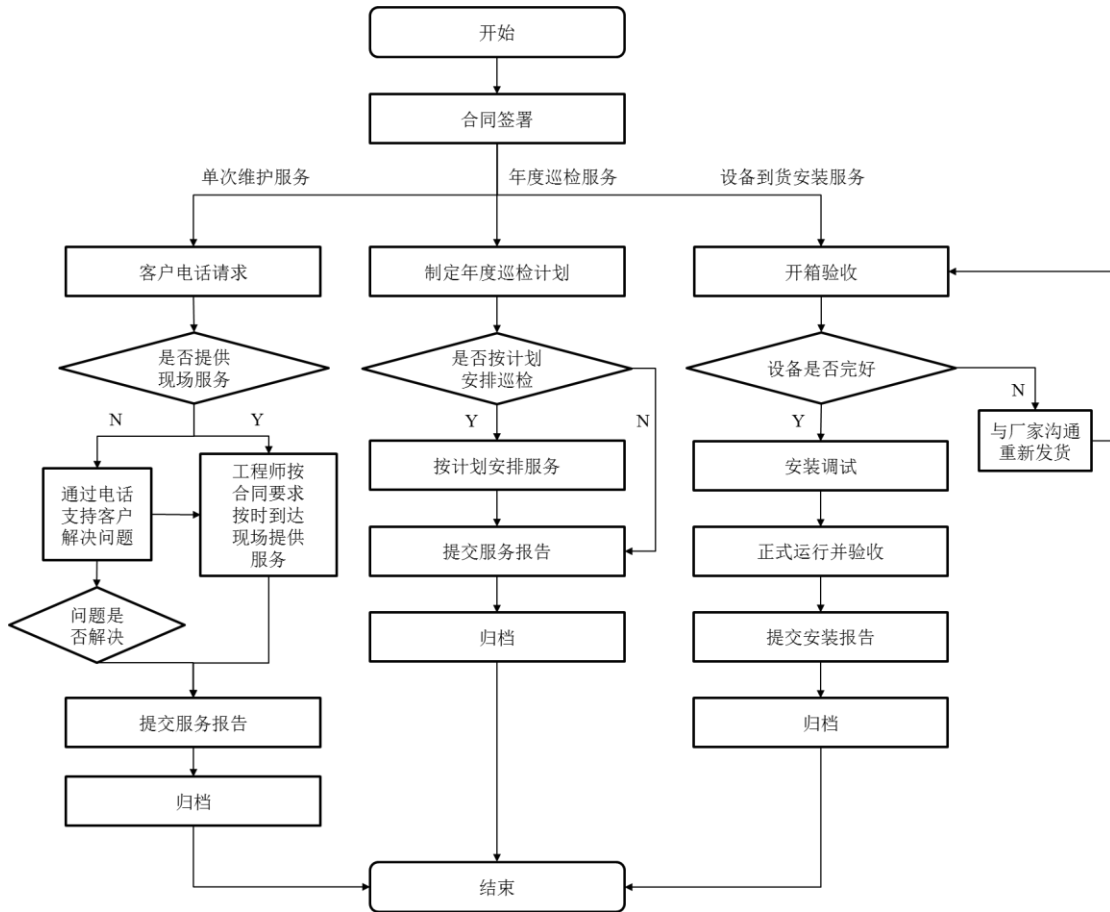 开始
合同签署
单次维护服务
年度巡检服务
设备到货安装服务
客户电话请求
制定年度巡检计划
开箱验收
是否提供
现场服务
是否按计划
安排巡检
设备是否完好
N
Y
Y
N
Y
N
与厂家沟通
重新发货
通过电话
支持客户
解决问题
工程师按
合同要求
按时到达
现场提供
服务
按计划安排服务
安装调试
提交服务报告
正式运行并验收
问题是
否解决
归档
提交安装报告
提交服务报告
归档
归档
结束